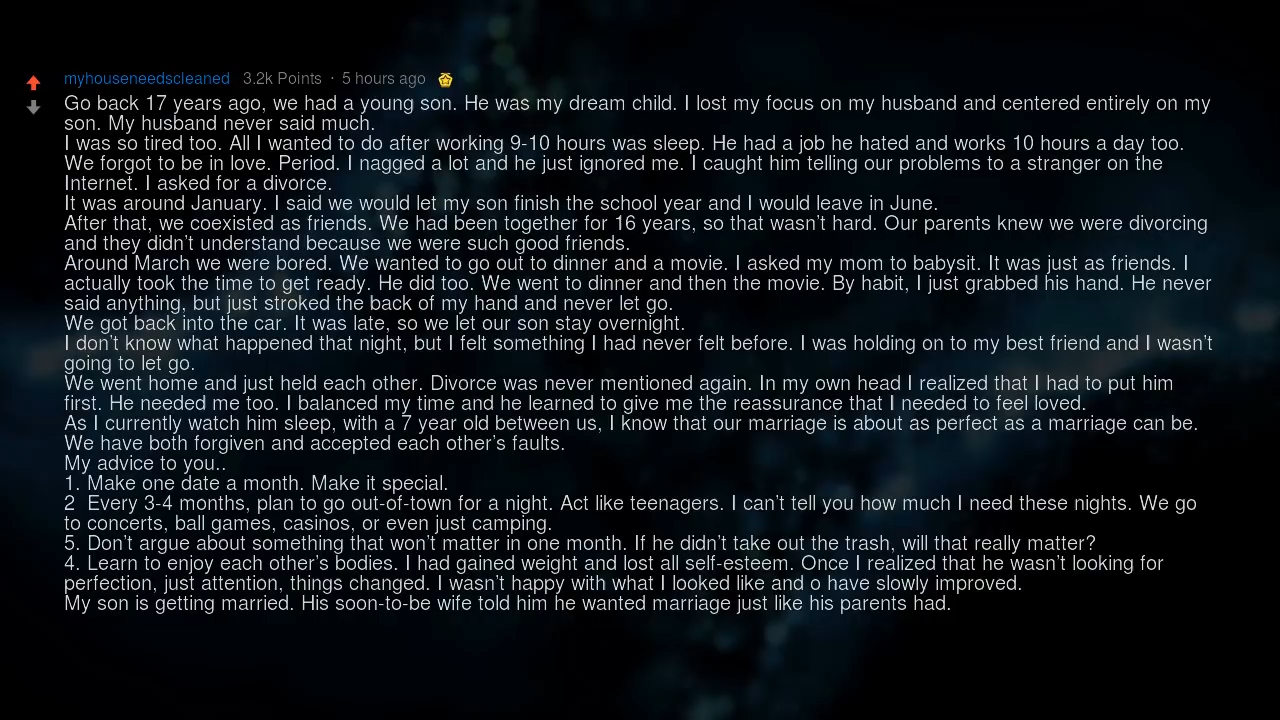 myhouseneedscleaned 3.2k Points · 5 hours ago
Go back 17 years ago, we had a young son. He was my dream child. I lost my focus on my husband and centered entirely on my
son. My husband never said much.
I was so tired too. All I wanted to do after working 9-10 hours was sleep. He had a job he hated and works 10 hours a day too.
We forgot to be in love. Period. I nagged a lot and he just ignored me. I caught him telling our problems to a stranger on the
Internet. I asked for a divorce.
It was around January. I said we would let my son finish the school year and I would leave in June.
After that, we coexisted as friends. We had been together for 16 years, so that wasn't hard. Our parents knew we were divorcing
and they didn't understand because we were such good friends.
Around March we were bored. We wanted to go out to dinner and a movie. I asked my mom to babysit. It was just as friends. I
actually took the time to get ready. He did too. We went to dinner and then the movie. By habit, I just grabbed his hand. He never
said anything, but just stroked the back of my hand and never let go.
We got back into the car. It was late, so we let our son stay overnight.
I don't know what happened that night, but I felt something I had never felt before. I was holding on to my best friend and I wasn't
going to let go.
We went home and just held each other. Divorce was never mentioned again. In my own head I realized that I had to put him
first. He needed me too. I balanced my time and he learned to give me the reassurance that I needed to feel loved.
As I currently watch him sleep, with a 7 year old between us, I know that our marriage is about as perfect as a marriage can be.
We have both forgiven and accepted each other's faults.
My advice to you..
1. Make one date a month. Make it special.
2 Every 3-4 months, plan to go out-of-town for a night. Act like teenagers. I can't tell you how much I need these nights. We go
to concerts, ball games, casinos, or even just camping.
5. Don't argue about something that won't matter in one month. If he didn't take out the trash, will that really matter?
4. Learn to enjoy each other's bodies. I had gained weight and lost all self-esteem. Once I realized that he wasn't looking for
perfection, just attention, things changed. I wasn't happy with what I looked like and o have slowly improved.
My son is getting married. His soon-to-be wife told him he wanted marriage just like his parents had.